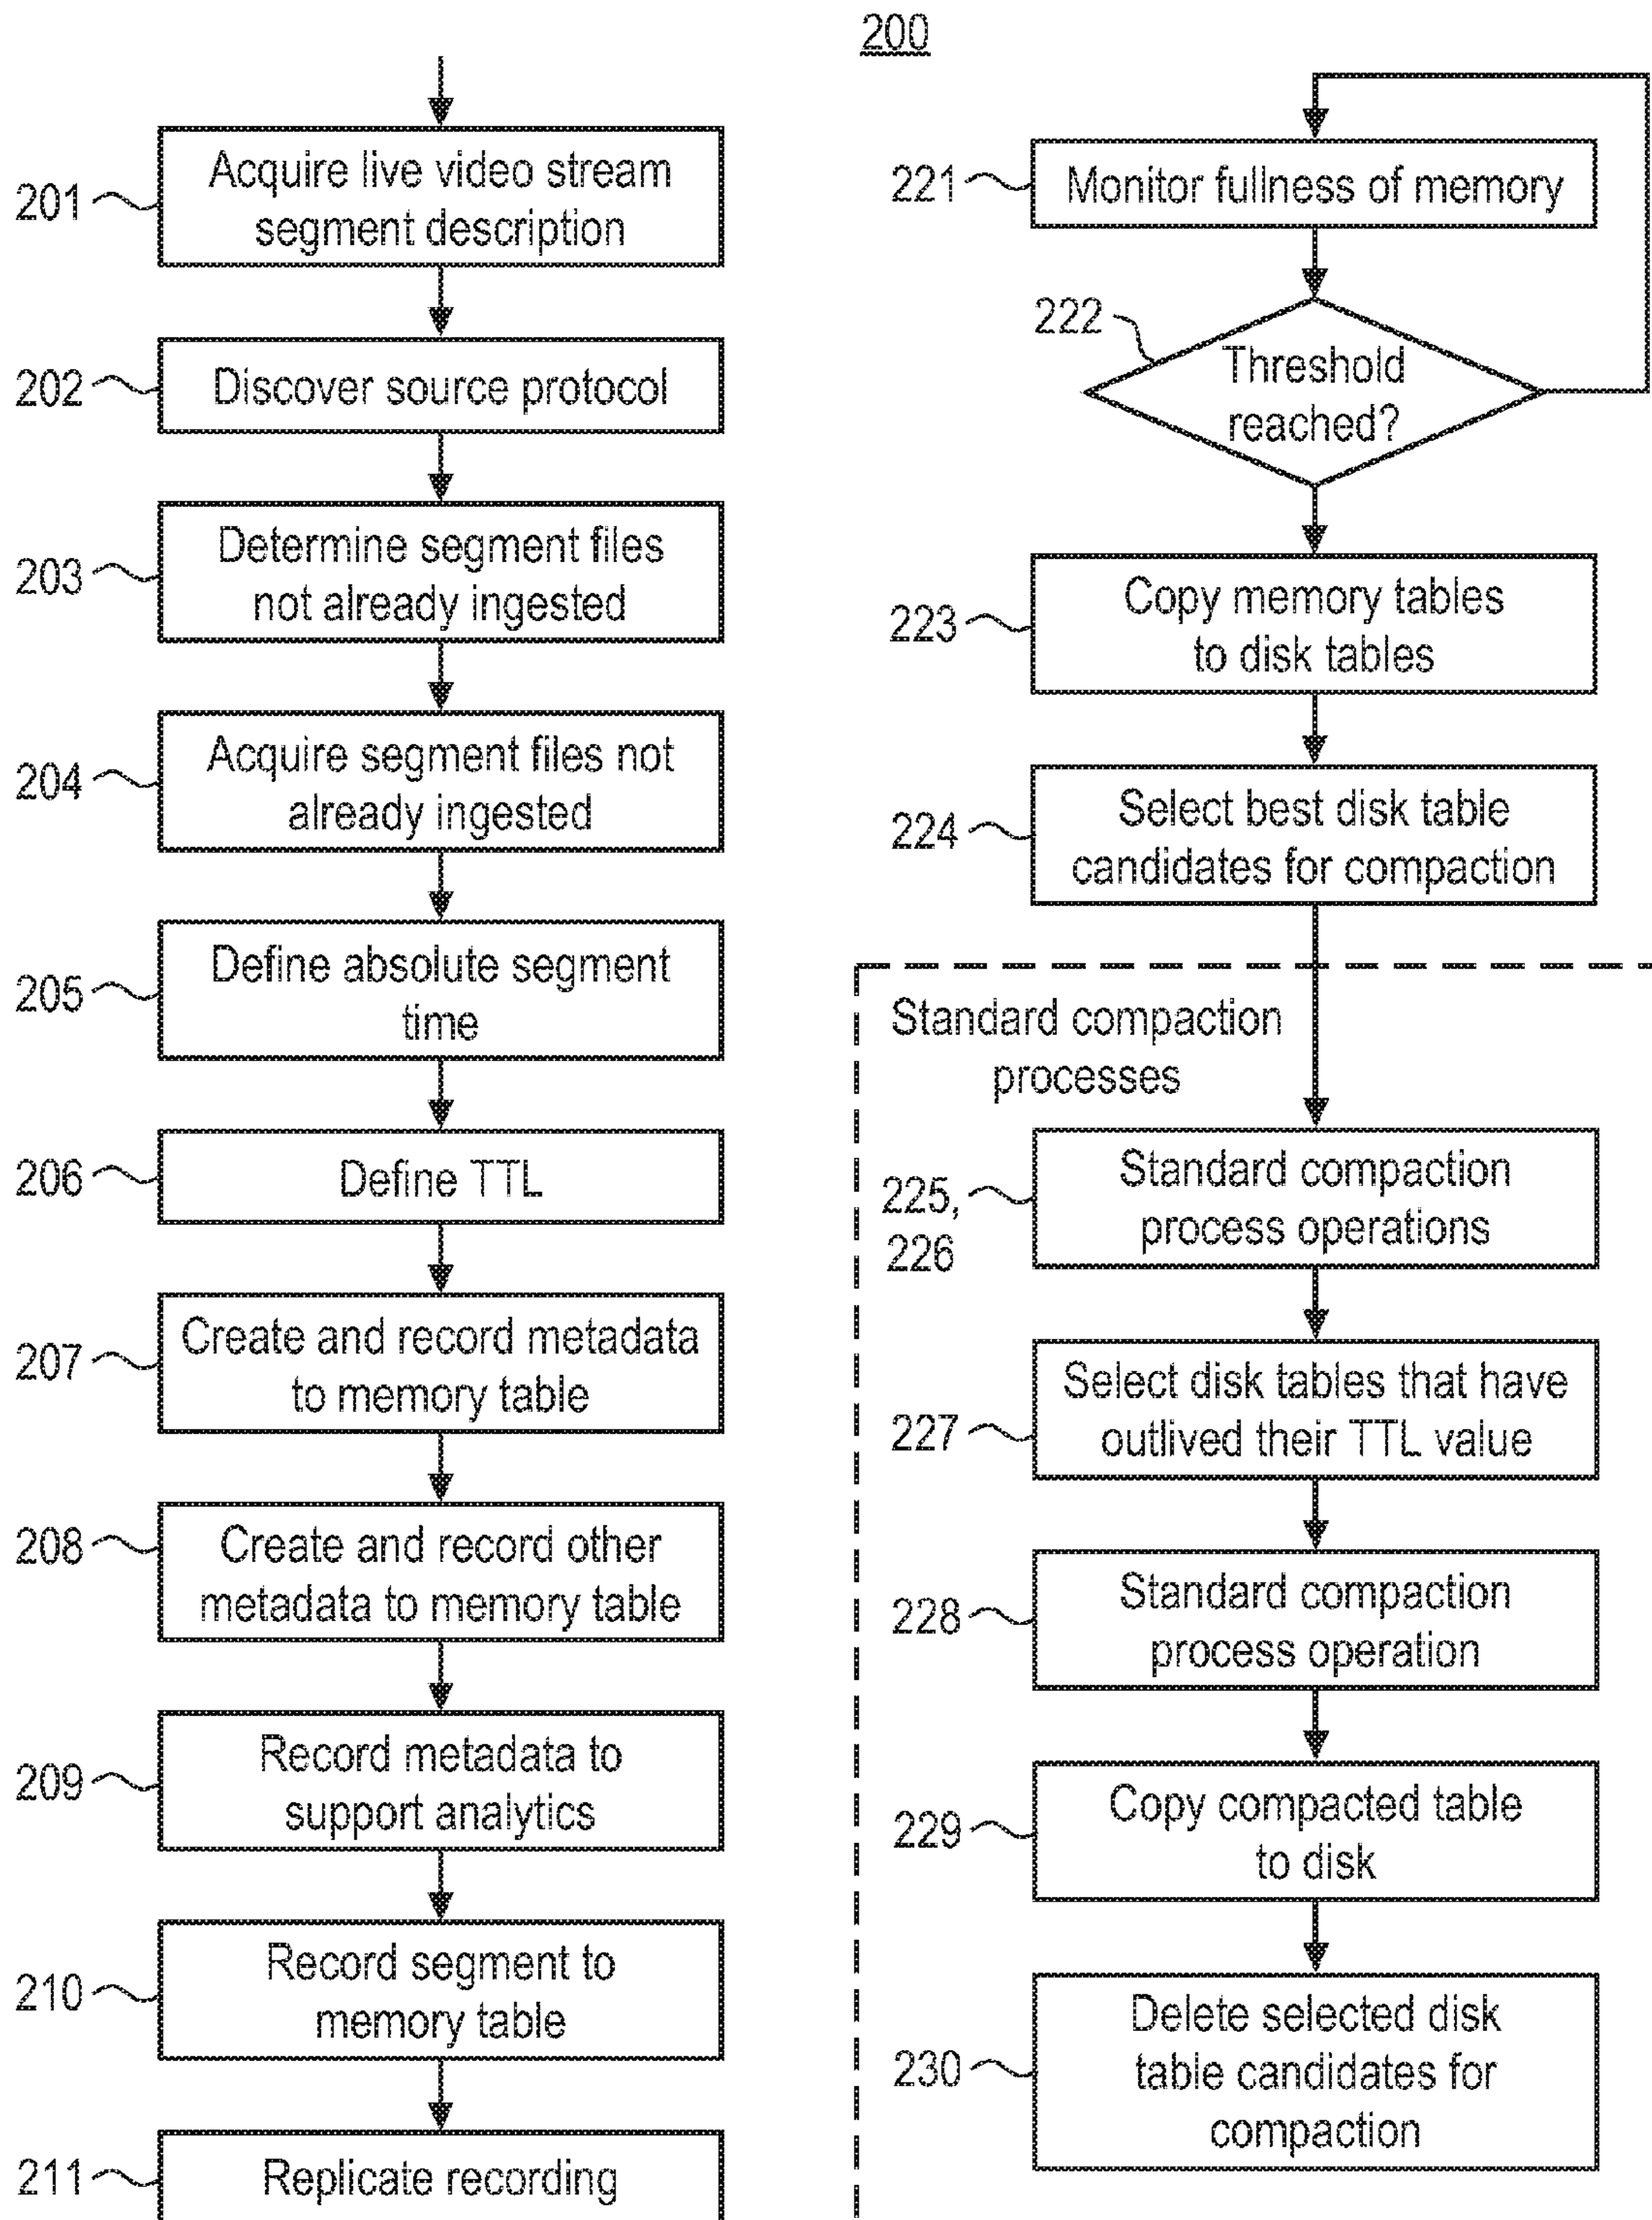 200
201
Acquire live video stream
segment description
202
Discover source protocol
203
Determine segment files
not already ingested
204
Acquire segment files not
already ingested
205
Define absolute segment
time
206
Define TTL
207
Create and record metadata
to memory table
208
Create and record other
metadata to memory table
209
Record metadata to
support analytics
210
Record segment to
memory table
211
Replicate recording
221
Monitor fullness of memory
222
Threshold
reached?
223
Copy memory tables
to disk tables
224
Select best disk table
candidates for compaction
Standard compaction
processes
225,
226
Standard compaction
process operations
227
Select disk tables that have
outlived their TTL value
228
Standard compaction
process operation
229
Copy compacted table
to disk
230
Delete selected disk
table candidates for
compaction